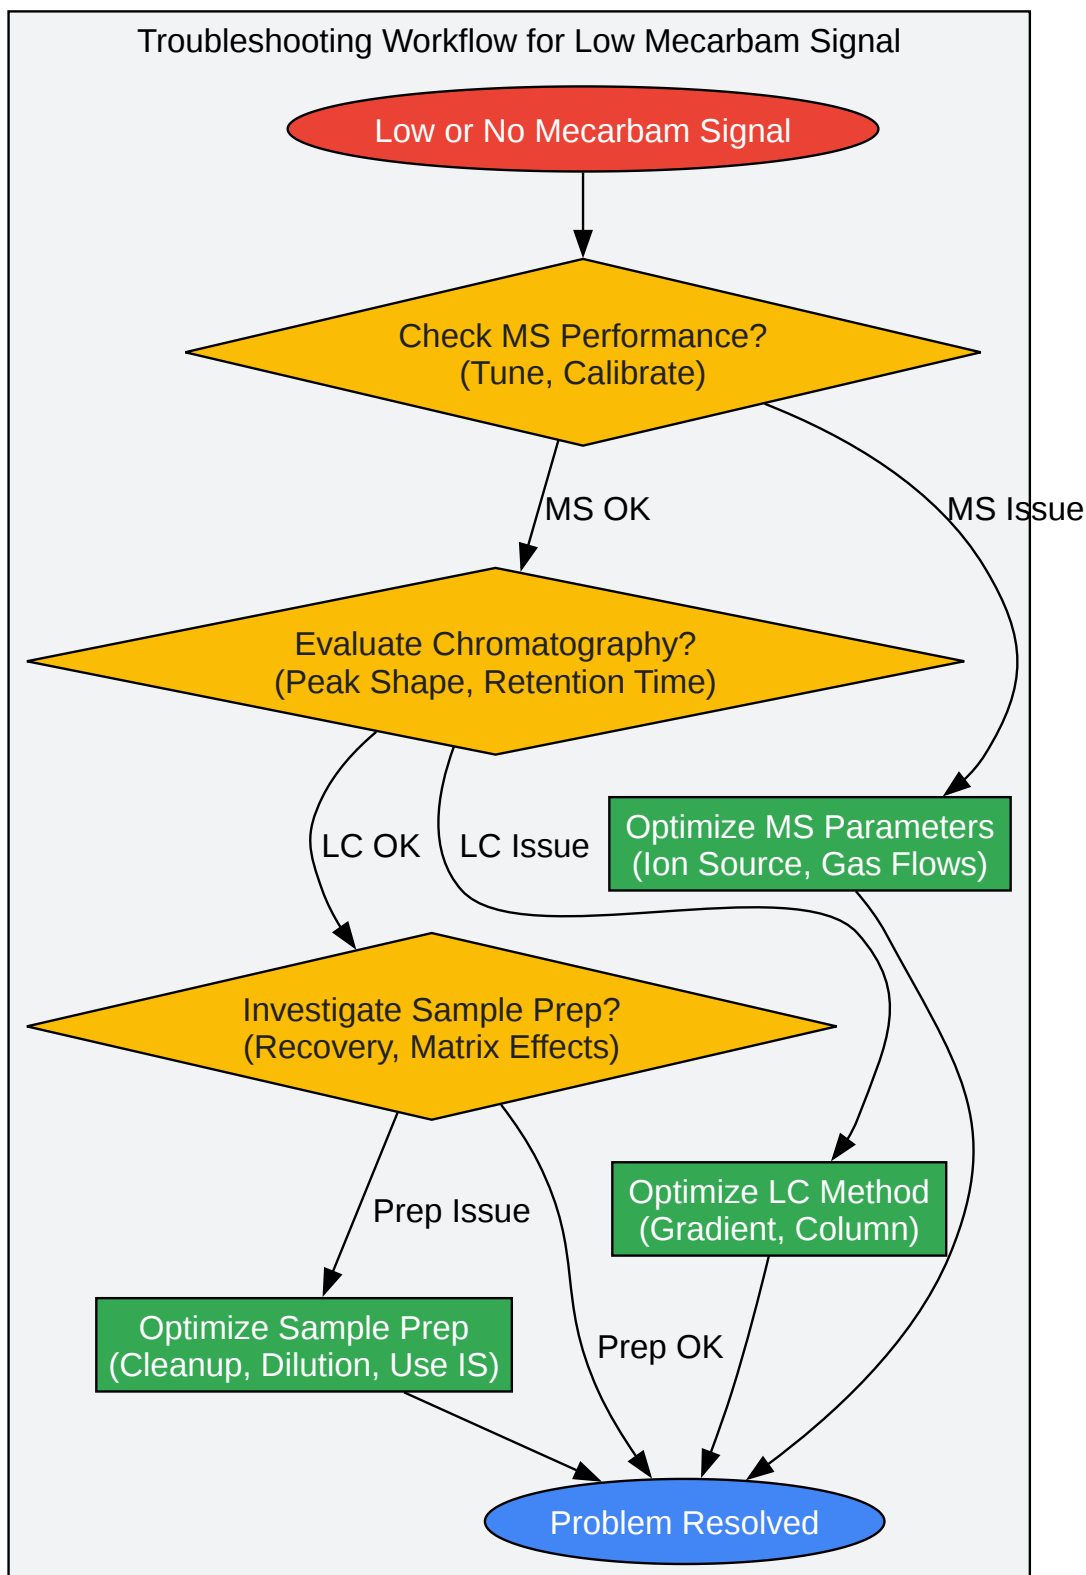 Troubleshooting Workflow for Low Mecarbam Signal
Low or No Mecarbam Signal
Check MS Performance?
(Tune, Calibrate)
MS OK
MS Issue
Evaluate Chromatography?
(Peak Shape, Retention Time)
LC OK
LC Issue
Optimize MS Parameters
(Ion Source, Gas Flows)
Investigate Sample Prep?
(Recovery, Matrix Effects)
Prep Issue
Optimize LC Method
(Gradient, Column)
Optimize Sample Prep
(Cleanup, Dilution, Use IS)
Prep OK
Problem Resolved